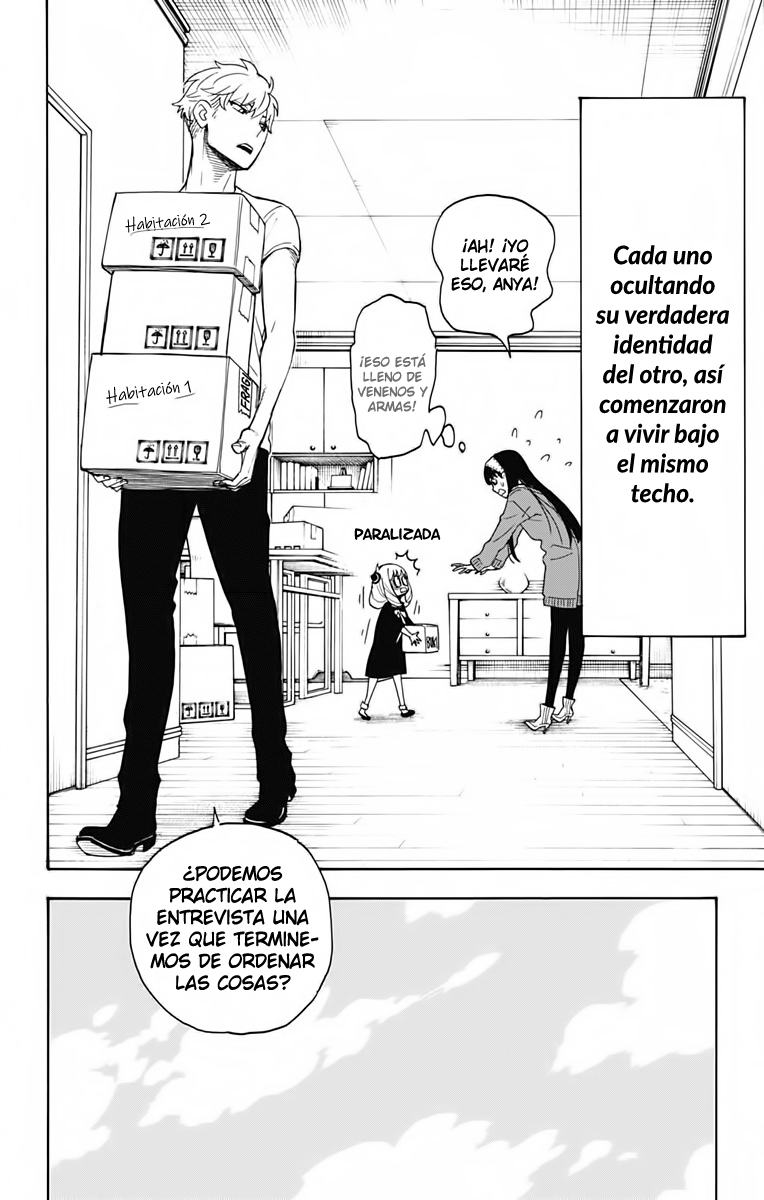 Cada uno
ocultando
su verdadera
identidad
del otro, así
comenzaron
a vivir bajo
el mismo
techo.
¡AH! ¡YO
LLEVARÉ
ESO, ANYA!
¡ESO ESTÁ
LLENO DE
VENENOS Y
ARMAS!
PARALIZADA
Habitación 2
Habitación 1
FRAG
¿PODEMOS
PRACTICAR LA
ENTREVISTA UNA
VEZ QUE TERMINE-
MOS DE ORDENAR
LAS COSAS?